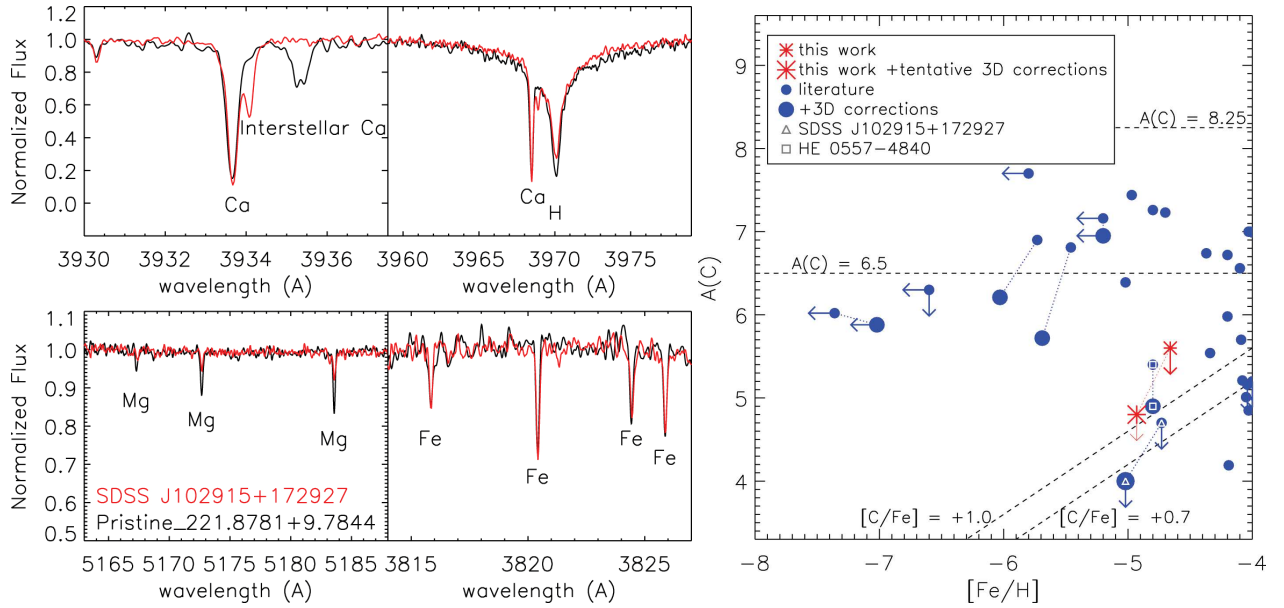 Normalized Flux
1.0
0.8
0.6
0.4
0.2
0.0
Interstellar Ca
Ca
Ca
H
3930 3932 3934 3936
3960 3965 3970 3975
wavelength (A)
wavelength (A)
Normalized Flux
1.1
1.0
0.9
0.8
0.7
0.6
0.5
Mg
Mg
Mg
Fe
Fe
Fe
Fe
SDSS J102915+172927
Pristine_221.8781+9.7844
5165 5170 5175 5180 5185
3815 3820 3825
wavelength (A)
wavelength (A)
A(C)
9
8
7
6
5
4
this work
this work +tentative 3D corrections
literature
+3D corrections
SDSS J102915+172927
HE 0557−4840
A(C) = 8.25
A(C) = 6.5
[C/Fe] = +1.0
[C/Fe] = +0.7
−8 −7 −6 −5 −4
[Fe/H]